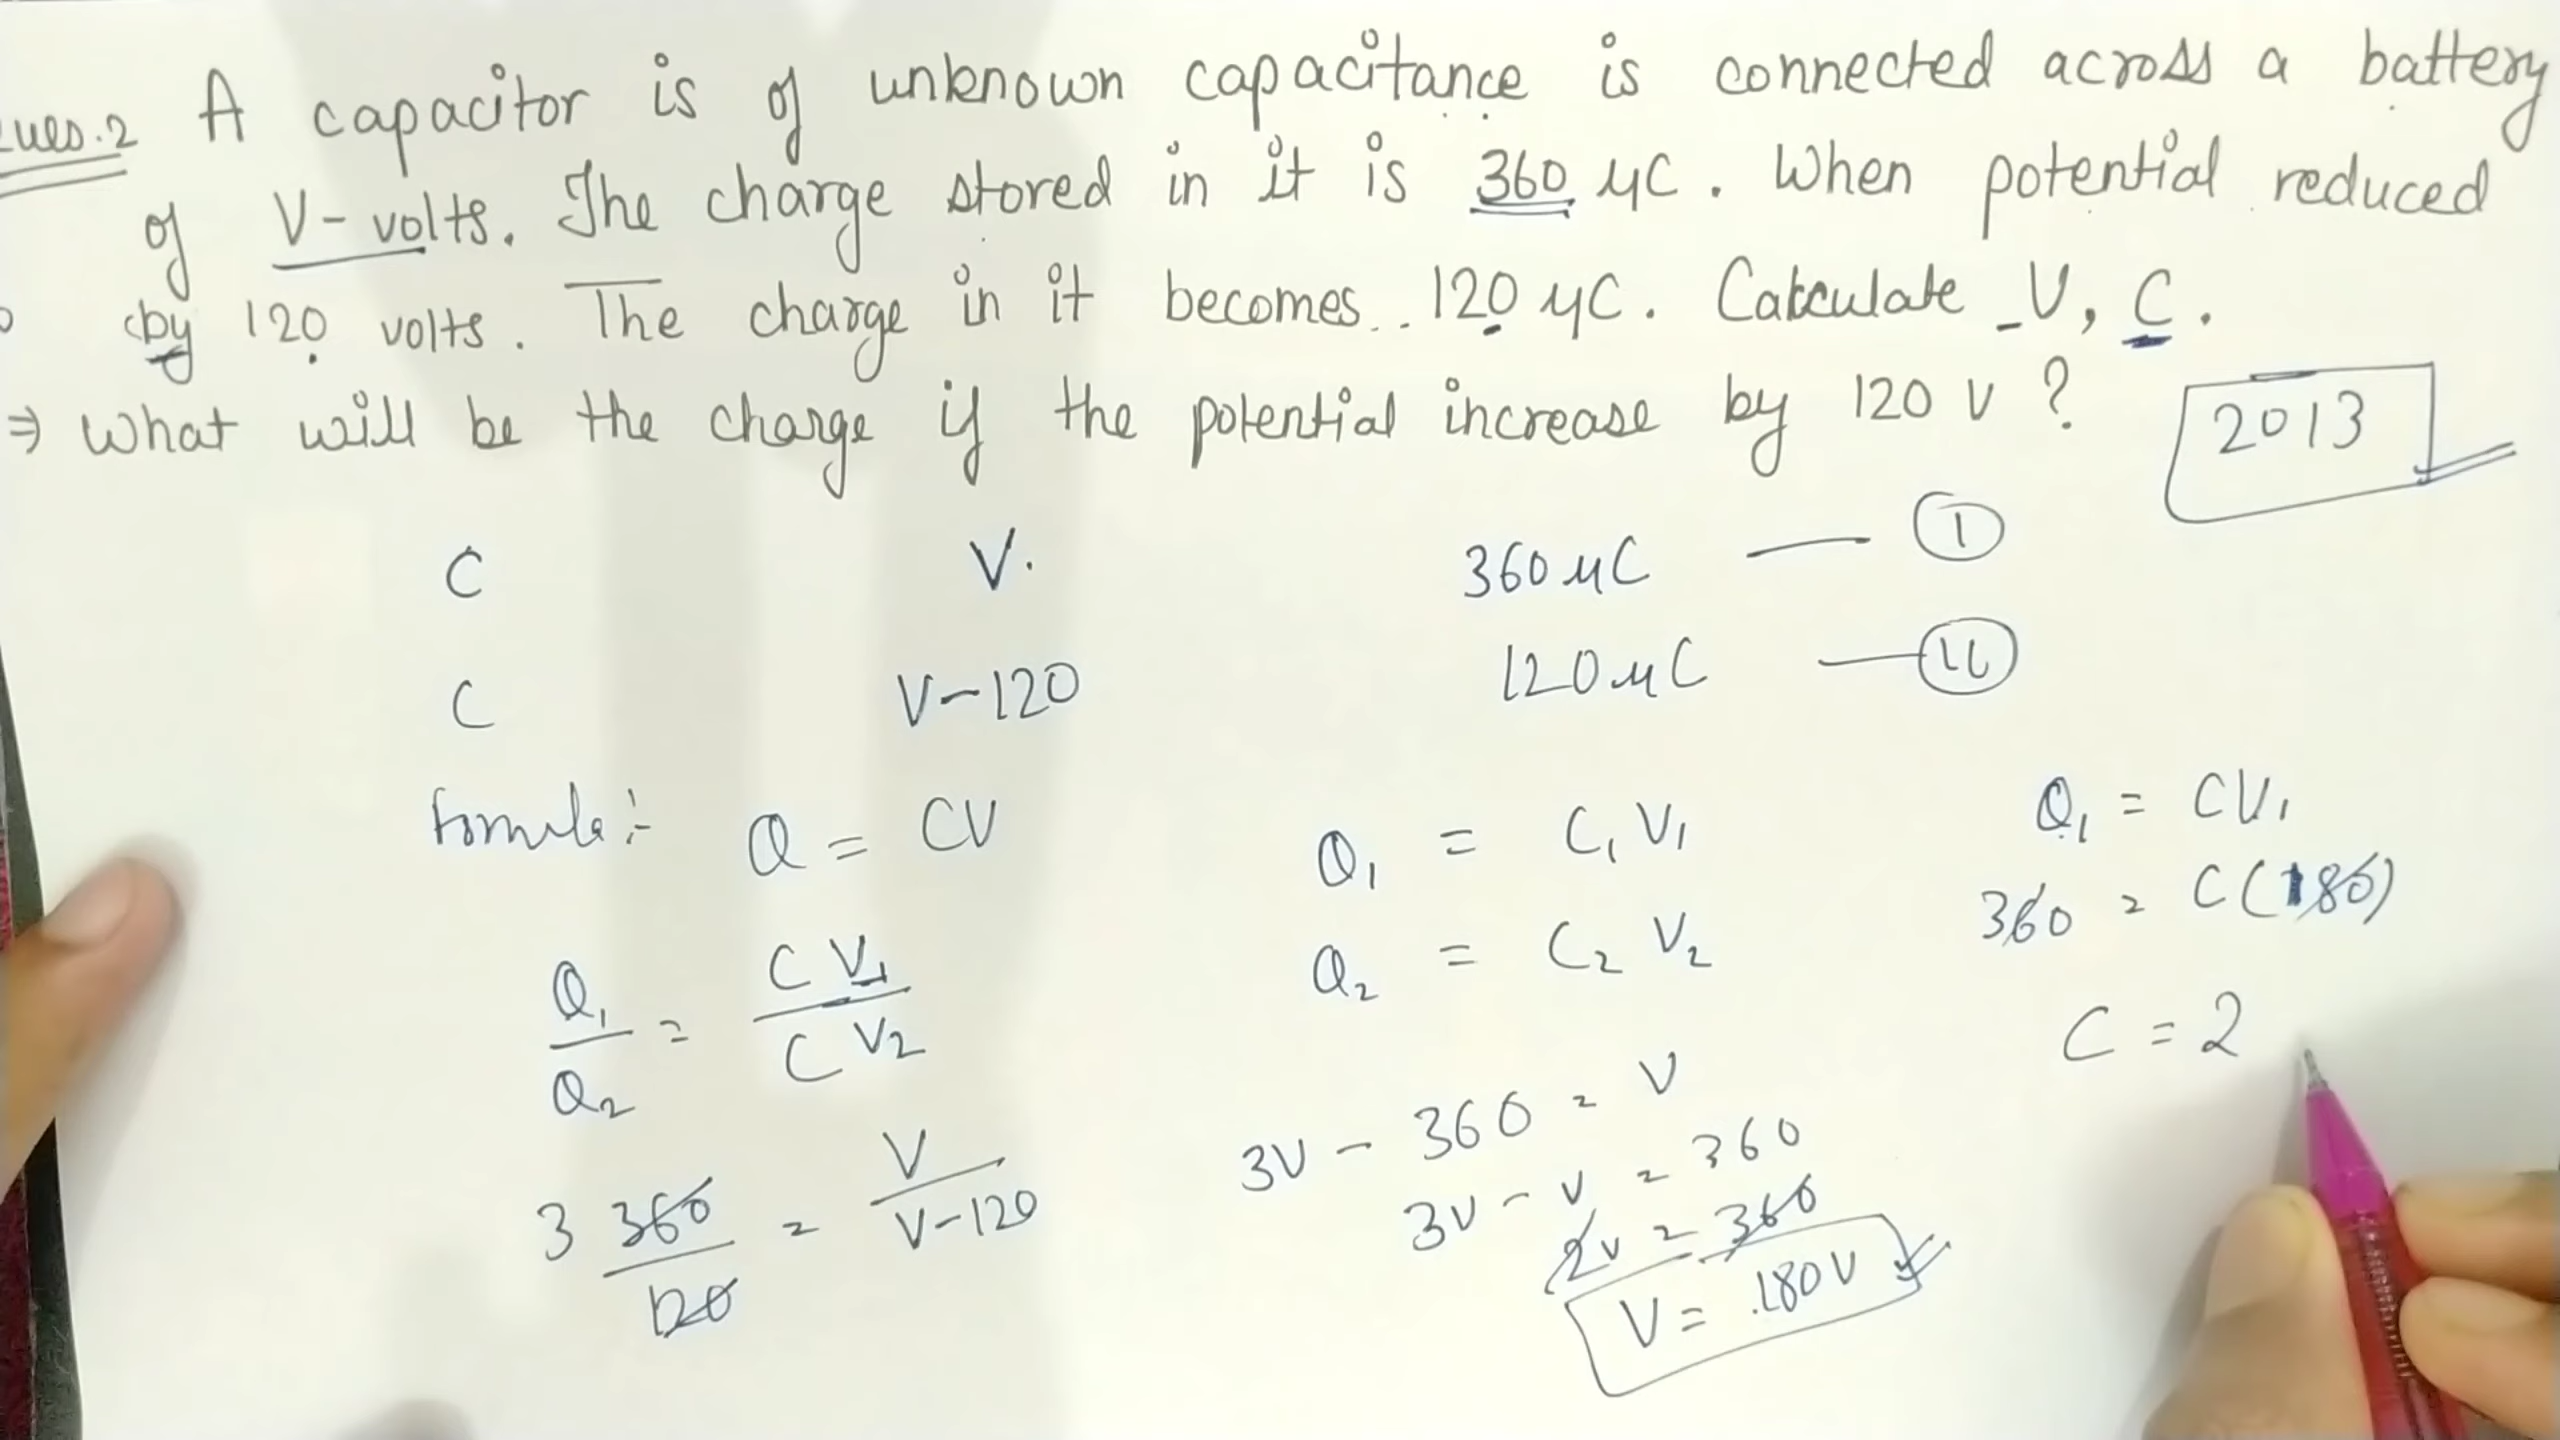 Ques.2 A capacitor is of unknown capacitance is connected across a battery
of V-volts. The charge stored in it is 360 μC. When potential reduced
by 120 volts. The charge in it becomes.. 120 μC. Calculate V, C.
⇒ What will be the charge if the potential increase by 120 V ?
2013
C V. 360 μC — I
C V-120 120 μC — II
Formula:- Q = CV
Q₁ = C₁ V₁
Q₂ = C₂ V₂
Q₁/Q₂ = C V₁/C V₂
3 360/120 = V/V-120
3V - 360 = V
3V - V = 360
2V = 360
V = 180V
Q₁ = CV₁
360 = C(180)
C = 2